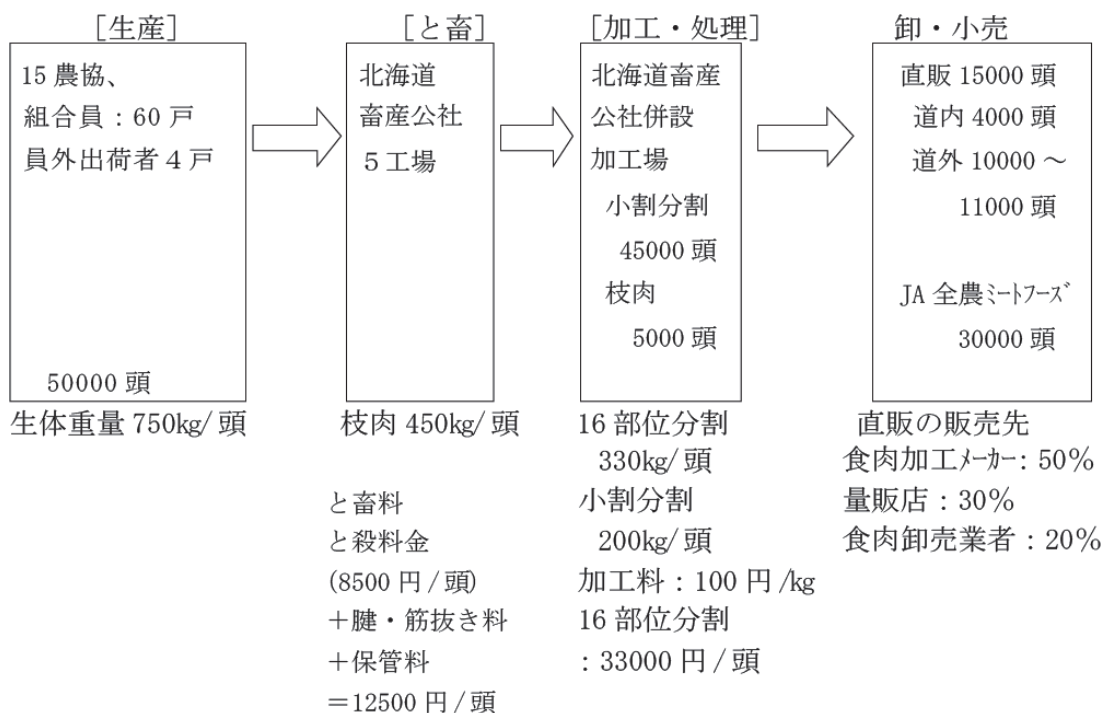 [生産]
15 農協、
組合員：60 戸
員外出荷者４戸
50000 頭
生体重量 750㎏/ 頭
[と畜]
北海道
畜産公社
５工場
枝肉 450㎏/ 頭
と畜料
と殺料金
(8500 円 / 頭)
＋腱・筋抜き料
＋保管料
＝12500 円 / 頭
[加工・処理]
北海道畜産
公社併設
加工場
小割分割
45000 頭
枝肉
5000 頭
16 部位分割
330㎏/ 頭
小割分割
200㎏/ 頭
加工料：100 円 /㎏
16 部位分割
：33000 円 / 頭
卸・小売
直販 15000 頭
道内 4000 頭
道外 10000 ～
11000 頭
JA 全農ﾐｰﾄﾌｰｽﾞ
30000 頭
直販の販売先
食肉加工ﾒｰｶｰ：50％
量販店：30％
食肉卸売業者：20％